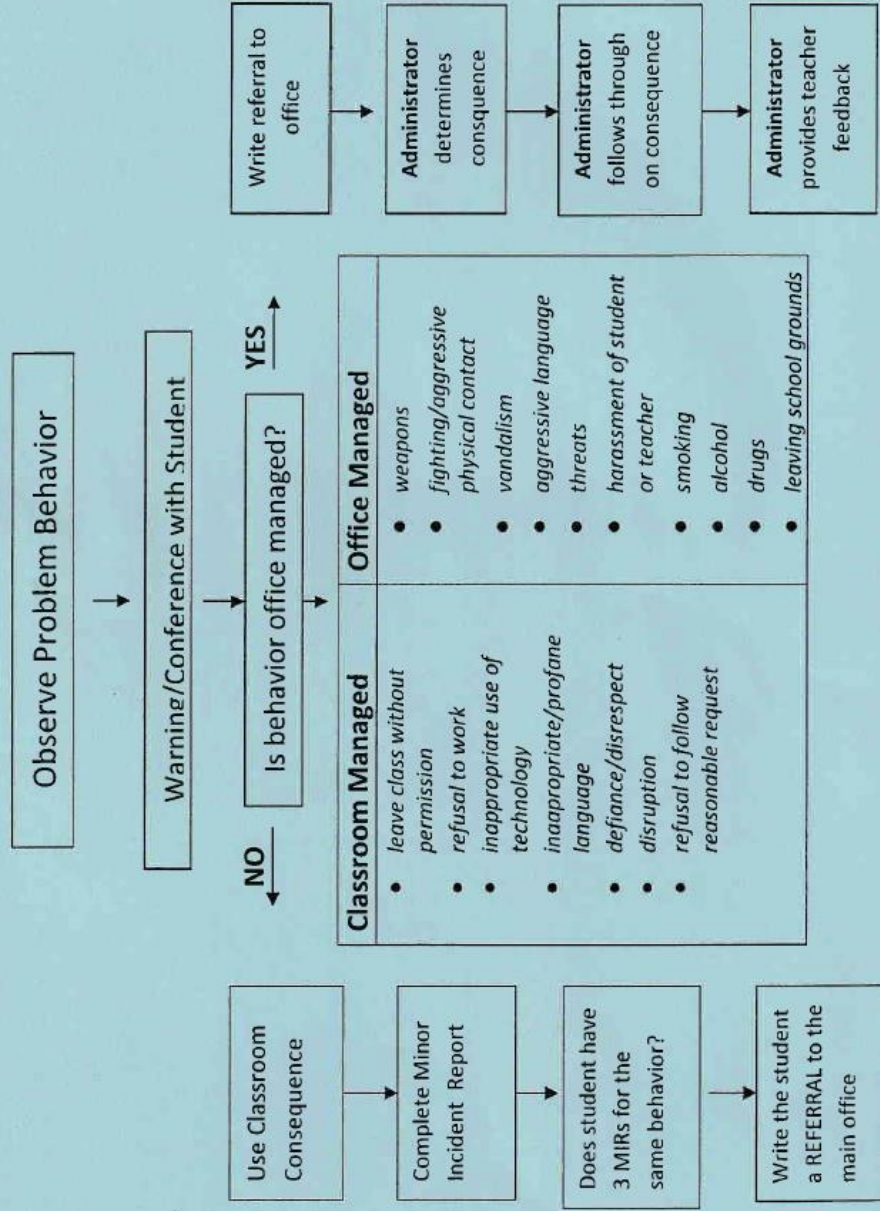 Observe Problem Behavior
Warning/Conference with Student
Is behavior office managed?
NO
YES
Use Classroom
Consequence
Complete Minor
Incident Report
Does student have
3 MIRs for the
same behavior?
Write the student
a REFERRAL to the
main office
Classroom Managed
• leave class without
permission
• refusal to work
• inappropriate use of
technology
• inaapropriate/profane
language
• defiance/disrespect
• disruption
• refusal to follow
reasonable request
Office Managed
• weapons
• fighting/aggressive
physical contact
• vandalism
• aggressive language
• threats
• harassment of student
or teacher
• smoking
• alcohol
• drugs
• leaving school grounds
Write referral to
office
Administrator
determines
consquence
Administrator
follows through
on consequence
Administrator
provides teacher
feedback